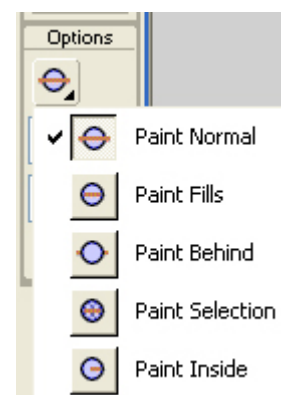 Options
Paint Normal
Paint Fills
Paint Behind
Paint Selection
Paint Inside